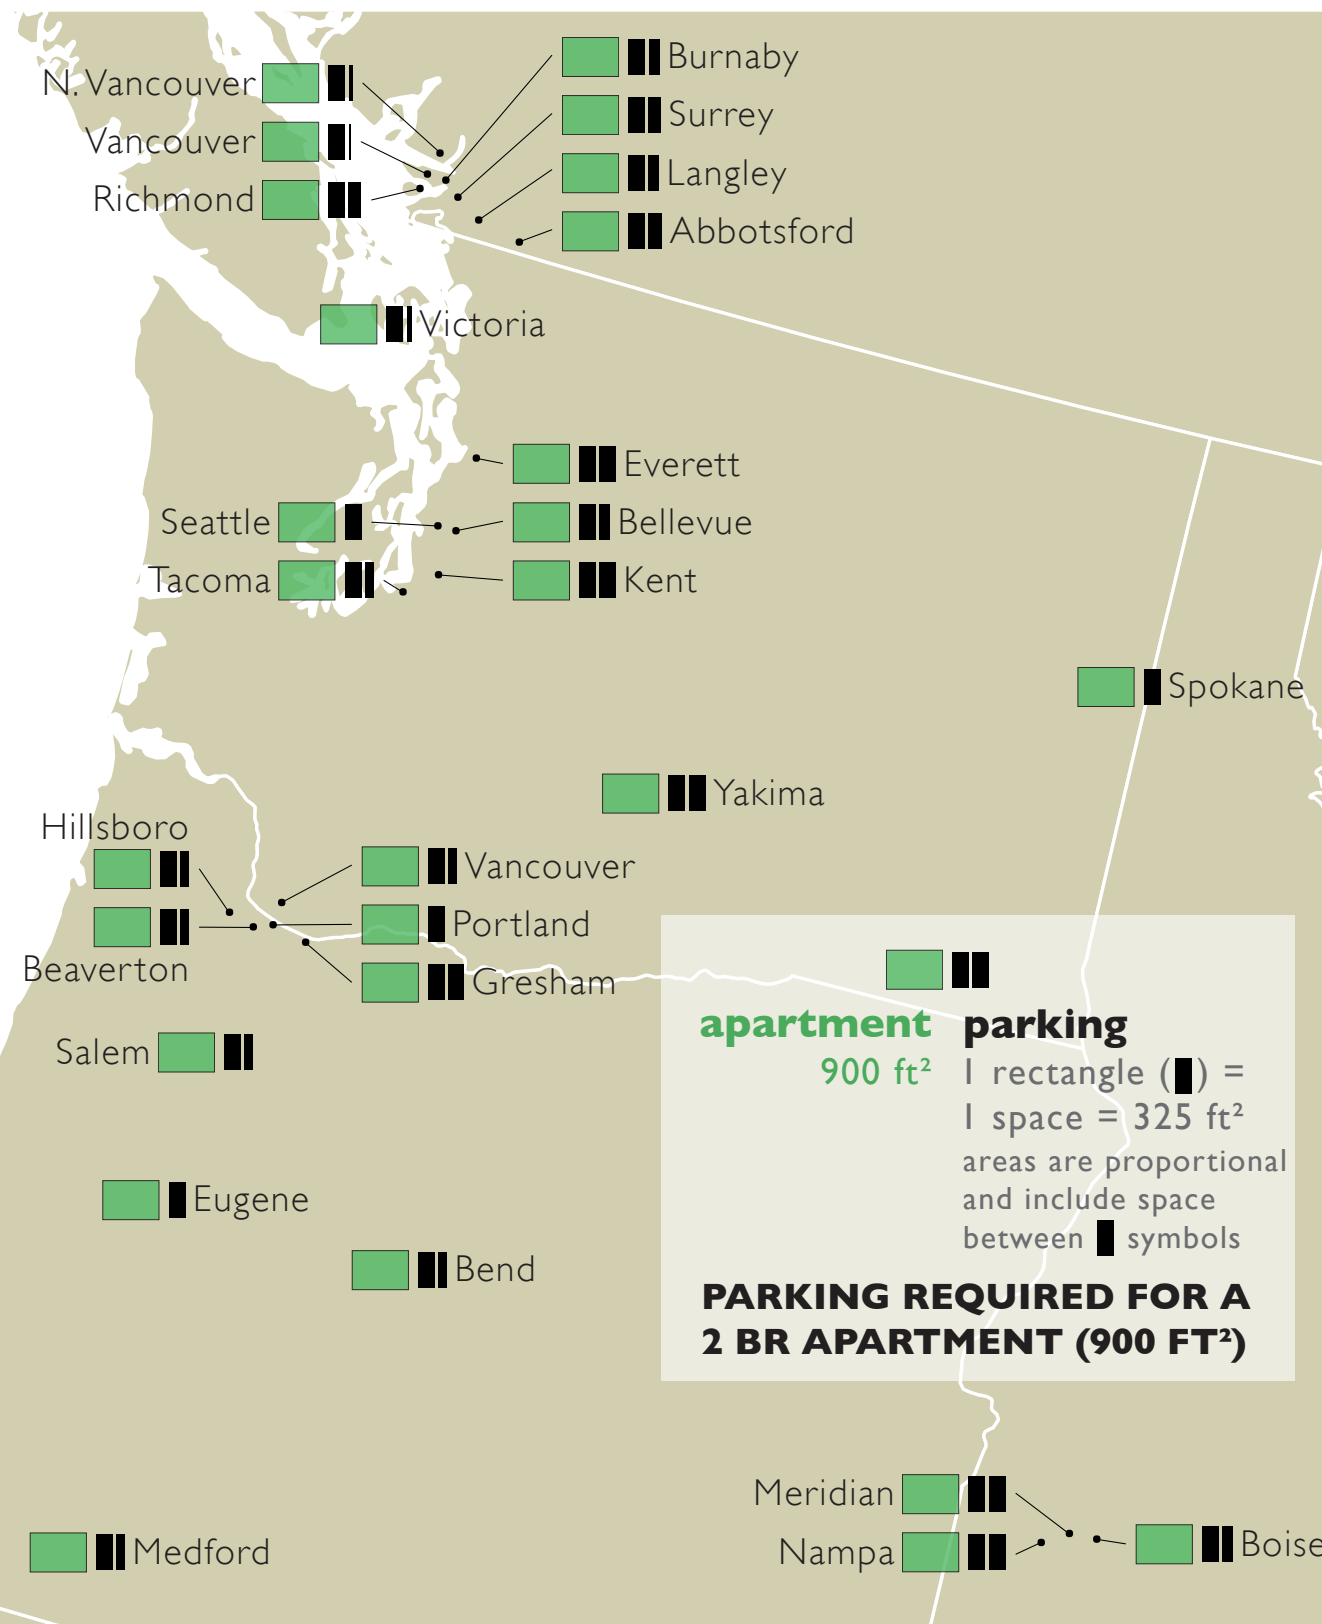 N. Vancouver
Burnaby
Vancouver
Surrey
Richmond
Langley
Abbotsford
Victoria
Everett
Seattle
Bellevue
Tacoma
Kent
Spokane
Yakima
Hillsboro
Vancouver
Portland
Beaverton
Gresham
Salem
apartment
900 ft²
parking
1 rectangle ( ) =
1 space = 325 ft²
areas are proportional
and include space
between symbols
PARKING REQUIRED FOR A
2 BR APARTMENT (900 FT²)
Eugene
Bend
Meridian
Nampa
Boise
Medford